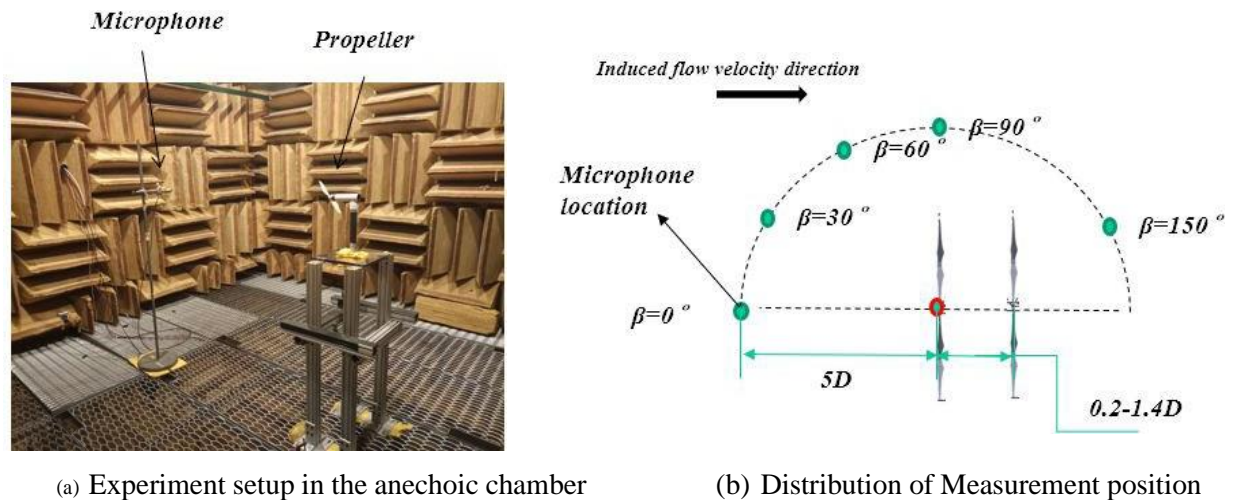 Microphone
Propeller
(a) Experiment setup in the anechoic chamber
Induced flow velocity direction
β=90 °
β=60 °
Microphone
location
β=30 °
β=150 °
β=0 °
5D
0.2-1.4D
(b) Distribution of Measurement position